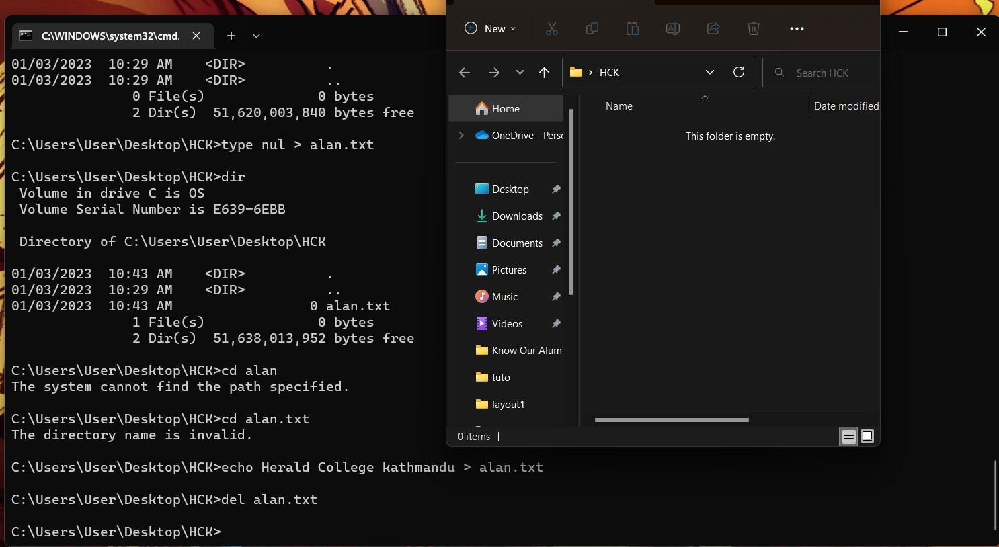 C:\WINDOWS\system32\cmd.
01/03/2023  10:29 AM    <DIR>          .
01/03/2023  10:29 AM    <DIR>          ..
               0 File(s)              0 bytes
               2 Dir(s)  51,620,003,840 bytes free
C:\Users\User\Desktop\HCK>type nul > alan.txt
C:\Users\User\Desktop\HCK>dir
 Volume in drive C is OS
 Volume Serial Number is E639-6EBB
 Directory of C:\Users\User\Desktop\HCK
01/03/2023  10:43 AM    <DIR>          .
01/03/2023  10:29 AM    <DIR>          ..
01/03/2023  10:43 AM                 0 alan.txt
               1 File(s)              0 bytes
               2 Dir(s)  51,638,013,952 bytes free
C:\Users\User\Desktop\HCK>cd alan
The system cannot find the path specified.
C:\Users\User\Desktop\HCK>cd alan.txt
The directory name is invalid.
C:\Users\User\Desktop\HCK>echo Herald College kathmandu > alan.txt
C:\Users\User\Desktop\HCK>del alan.txt
C:\Users\User\Desktop\HCK>
New
HCK
Search HCK
Home
OneDrive - Perso
Desktop
Downloads
Documents
Pictures
Music
Videos
Know Our Alum
tuto
layout1
Name
Date modified
This folder is empty.
0 items